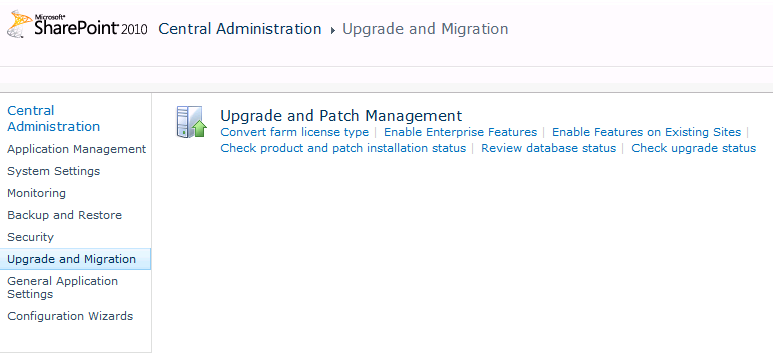 Microsoft®
SharePoint® 2010 Central Administration ▸ Upgrade and Migration
Central
Administration
Application Management
System Settings
Monitoring
Backup and Restore
Security
Upgrade and Migration
General Application
Settings
Configuration Wizards
Upgrade and Patch Management
Convert farm license type | Enable Enterprise Features | Enable Features on Existing Sites |
Check product and patch installation status | Review database status | Check upgrade status